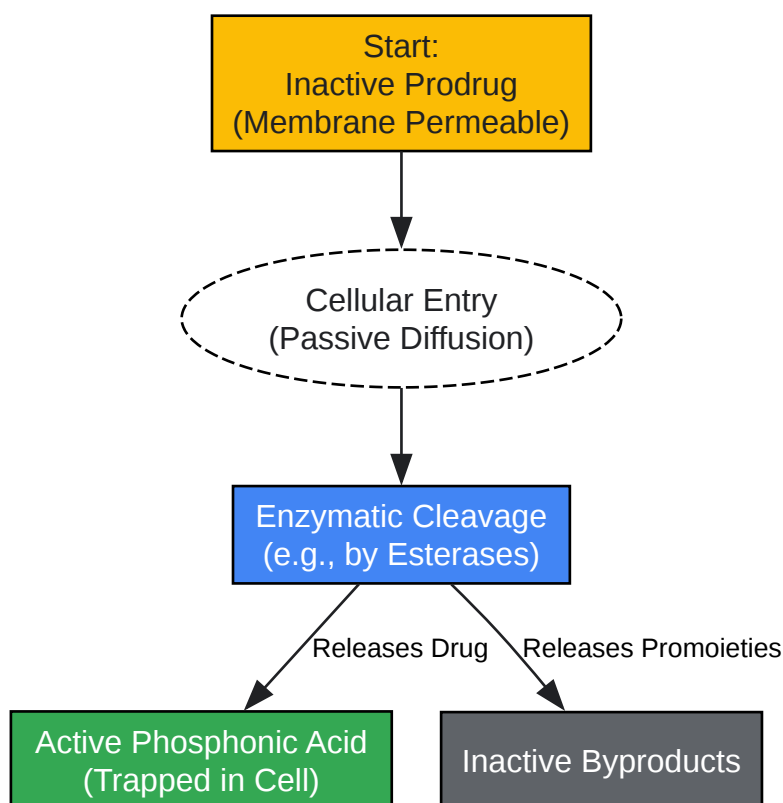 Start:
Inactive Prodrug
(Membrane Permeable)
Cellular Entry
(Passive Diffusion)
Enzymatic Cleavage
(e.g., by Esterases)
Releases Drug
Releases Promoieties
Active Phosphonic Acid
(Trapped in Cell)
Inactive Byproducts